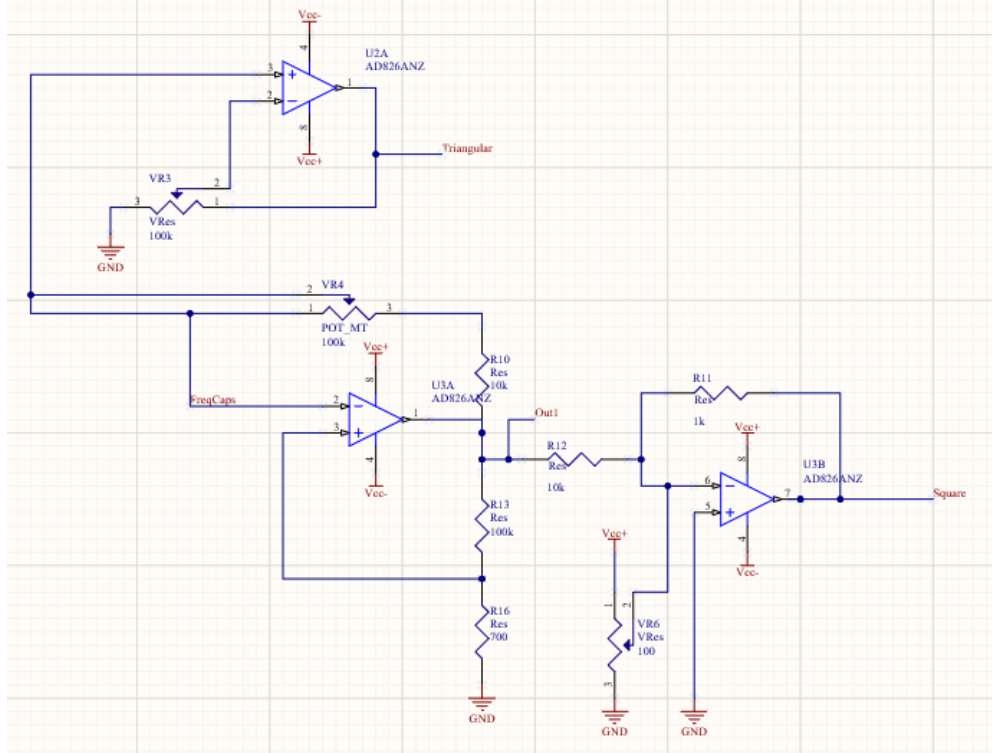 Vcc-
4
U2A
AD826ANZ
3
1
2
8
Vcc+
Triangular
VR3
2
3
1
VRes
100k
GND
VR4
2
1
3
POT_MT
100k
Vcc+
8
R10
Res
10k
U3A
AD826ANZ
FreqCaps
2
1
3
4
Vcc-
Out1
R12
Res
10k
R11
Res
1k
Vcc+
8
U3B
AD826ANZ
6
7
5
Square
4
Vcc-
R13
Res
100k
Vcc+
1
2
R16
Res
700
VR6
VRes
100
3
GND
GND
GND